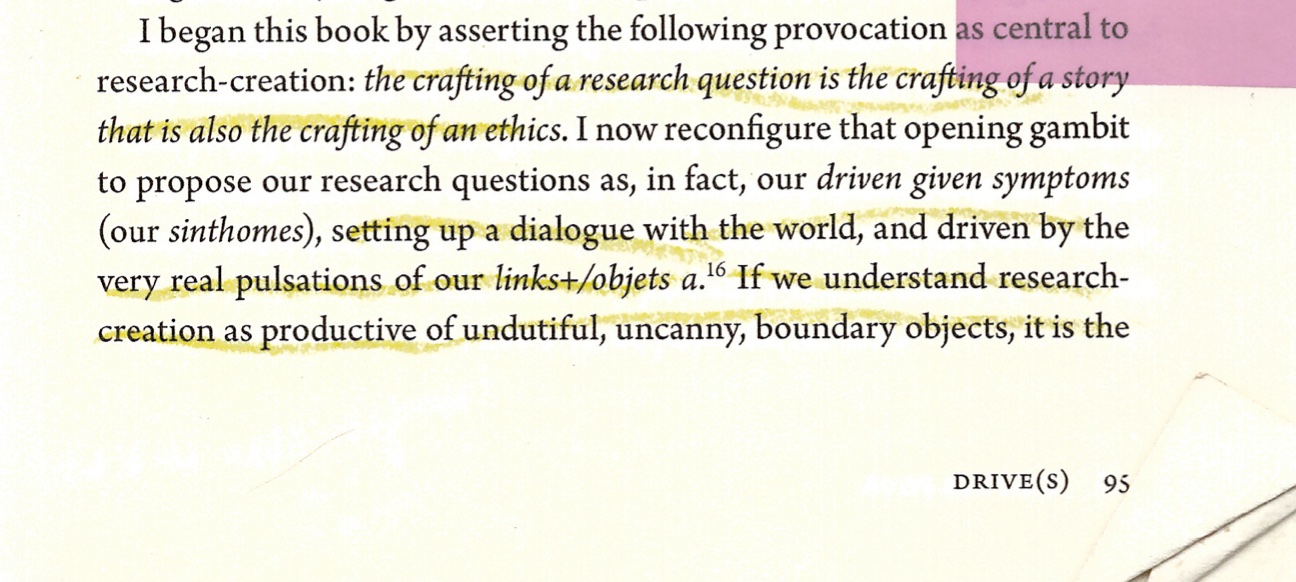 I began this book by asserting the following provocation as central to
research-creation: the crafting of a research question is the crafting of a story
that is also the crafting of an ethics. I now reconfigure that opening gambit
to propose our research questions as, in fact, our driven given symptoms
(our sinthomes), setting up a dialogue with the world, and driven by the
very real pulsations of our links+/objets a.16 If we understand research-
creation as productive of undutiful, uncanny, boundary objects, it is the
DRIVE(S) 95